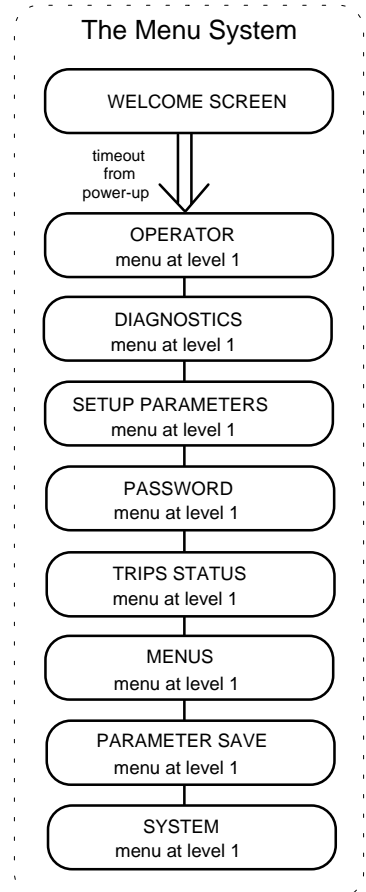 The Menu System
WELCOME SCREEN
timeout
from
power-up
OPERATOR
menu at level 1
DIAGNOSTICS
menu at level 1
SETUP PARAMETERS
menu at level 1
PASSWORD
menu at level 1
TRIPS STATUS
menu at level 1
MENUS
menu at level 1
PARAMETER SAVE
menu at level 1
SYSTEM
menu at level 1